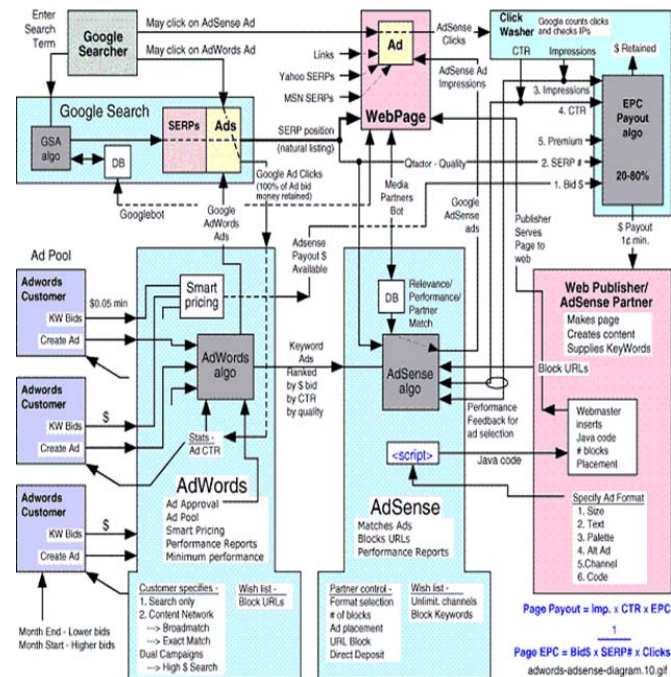 Enter
Search
Term
Google
Searcher
May click on AdSense Ad
May click on AdWords Ad
Links
Yahoo SERPs
MSN SERPs
Ad
WebPage
AdSense
Clicks
AdSense Ad
Impressions
Click
Washer
Google counts clicks
and checks IPs
CTR
Impressions
$ Retained
3. Impressions
4. CTR
5. Premium
2. SERP #
1. Bid $
EPC
Payout
algo
20-80%
Google Search
GSA
algo
DB
SERPs
Ads
SERP position
(natural listing)
Qfactor - Quality
Googlebot
Google Ad Clicks
(100% of Ad bid
money retained)
Google
AdWords
Ads
Media
Partners
Bot
Google
AdSense
ads
Publisher
Serves
Page to
web
$ Payout
1¢ min.
Ad Pool
Adwords
Customer
$0.05 min
KW Bids
Create Ad
Smart
pricing
Adsense
Payout $
Available
DB
Relevance/
Performance/
Partner
Match
AdWords
algo
Keyword
Ads
Ranked
by $ bid
by CTR
by quality
AdSense
algo
Block URLs
Performance
Feedback for
ad selection
Web Publisher/
AdSense Partner
Makes page
Creates content
Supplies KeyWords
Adwords
Customer
$
KW Bids
Create Ad
Stats -
Ad CTR
<script>
Java code
Webmaster
inserts
Java code
# blocks
Placement
Adwords
Customer
$
KW Bids
Create Ad
AdWords
Ad Approval
Ad Pool
Smart Pricing
Performance Reports
Minimum performance
AdSense
Matches Ads
Blocks URLs
Performance Reports
Specify Ad Format
1. Size
2. Text
3. Palette
4. Alt Ad
5.Channel
6. Code
Month End - Lower bids
Month Start - Higher bids
Customer specifies -
1. Search only
2. Content Network
---> Broadmatch
---> Exact Match
Dual Campaigns
---> High $ Search
Wish list -
Block URLs
Partner control -
Format selection
# of blocks
Ad placement
URL Block
Direct Deposit
Wish list -
Unlimit. channels
Block Keywords
Page Payout = Imp. x CTR x EPC
1
Page EPC = Bid$ x SERP# x Clicks
adwords-adsense-diagram.10.gif